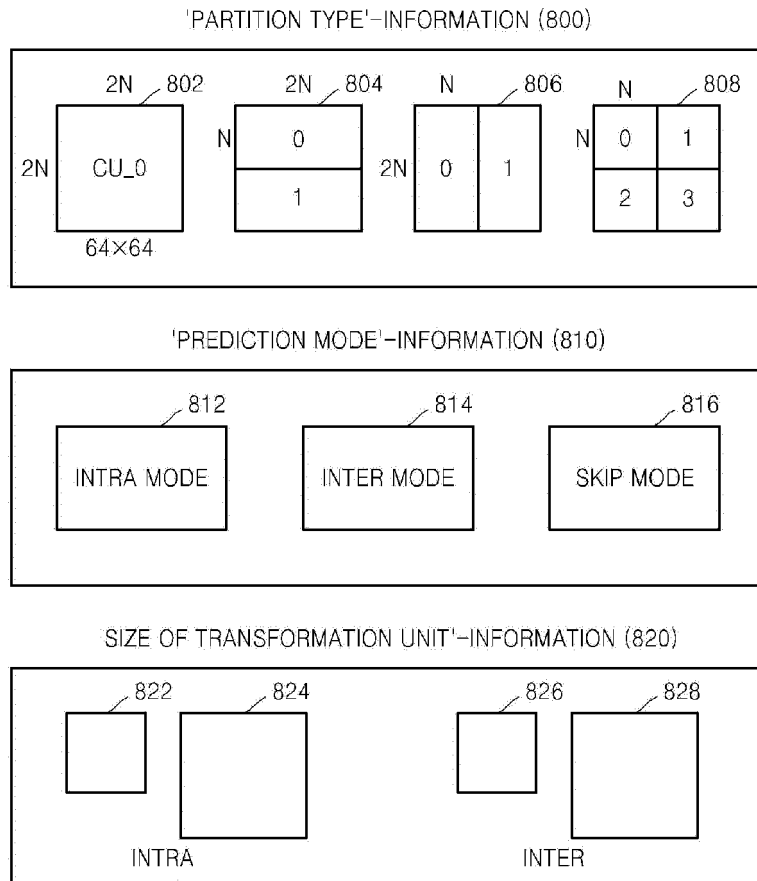 'PARTITION TYPE'-INFORMATION (800)
2N 802 2N 804 N 806 N 808
2N CU_0 N 0 2N 0 1 N 0 1
1 2 3
64×64
'PREDICTION MODE'-INFORMATION (810)
812 814 816
INTRA MODE INTER MODE SKIP MODE
SIZE OF TRANSFORMATION UNIT'-INFORMATION (820)
822 824 826 828
INTRA INTER